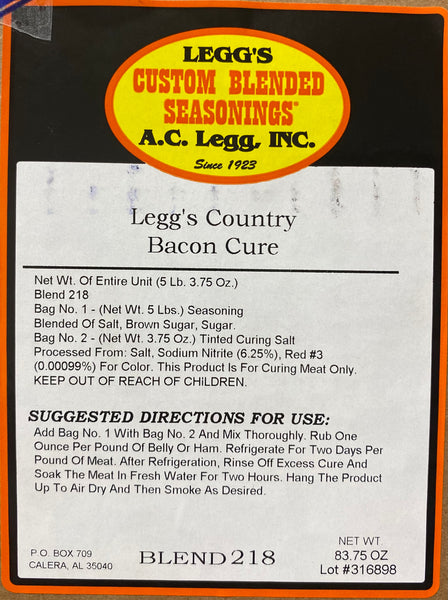 LEGG'S
CUSTOM BLENDED
SEASONINGS
A.C. Legg, INC.
Since 1923
Legg's Country
Bacon Cure
Net Wt. Of Entire Unit (5 Lb. 3.75 Oz.)
Blend 218
Bag No. 1 - (Net Wt. 5 Lbs.) Seasoning
Blended Of Salt, Brown Sugar, Sugar.
Bag No. 2 - (Net Wt. 3.75 Oz.) Tinted Curing Salt
Processed From: Salt, Sodium Nitrite (6.25%), Red #3
(0.00099%) For Color. This Product Is For Curing Meat Only.
KEEP OUT OF REACH OF CHiLDREN.
SUGGESTED DIRECTIONS FOR USE:
Add Bag No. 1 With Bag No. 2 And Mix Thoroughly. Rub One
Ounce Per Pound Of Belly Or Ham. Refrigerate For Two Days Per
Pound Of Meat. After Refrigeration, Rinse Off Excess Cure And
Soak The Meat In Fresh Water For Two Hours. Hang The Product
Up To Air Dry And Then Smoke As Desired.
P.O. BOX 709
CALERA, AL 35040
BLEND 218
NET WT.
83.75 OZ
Lot #316898